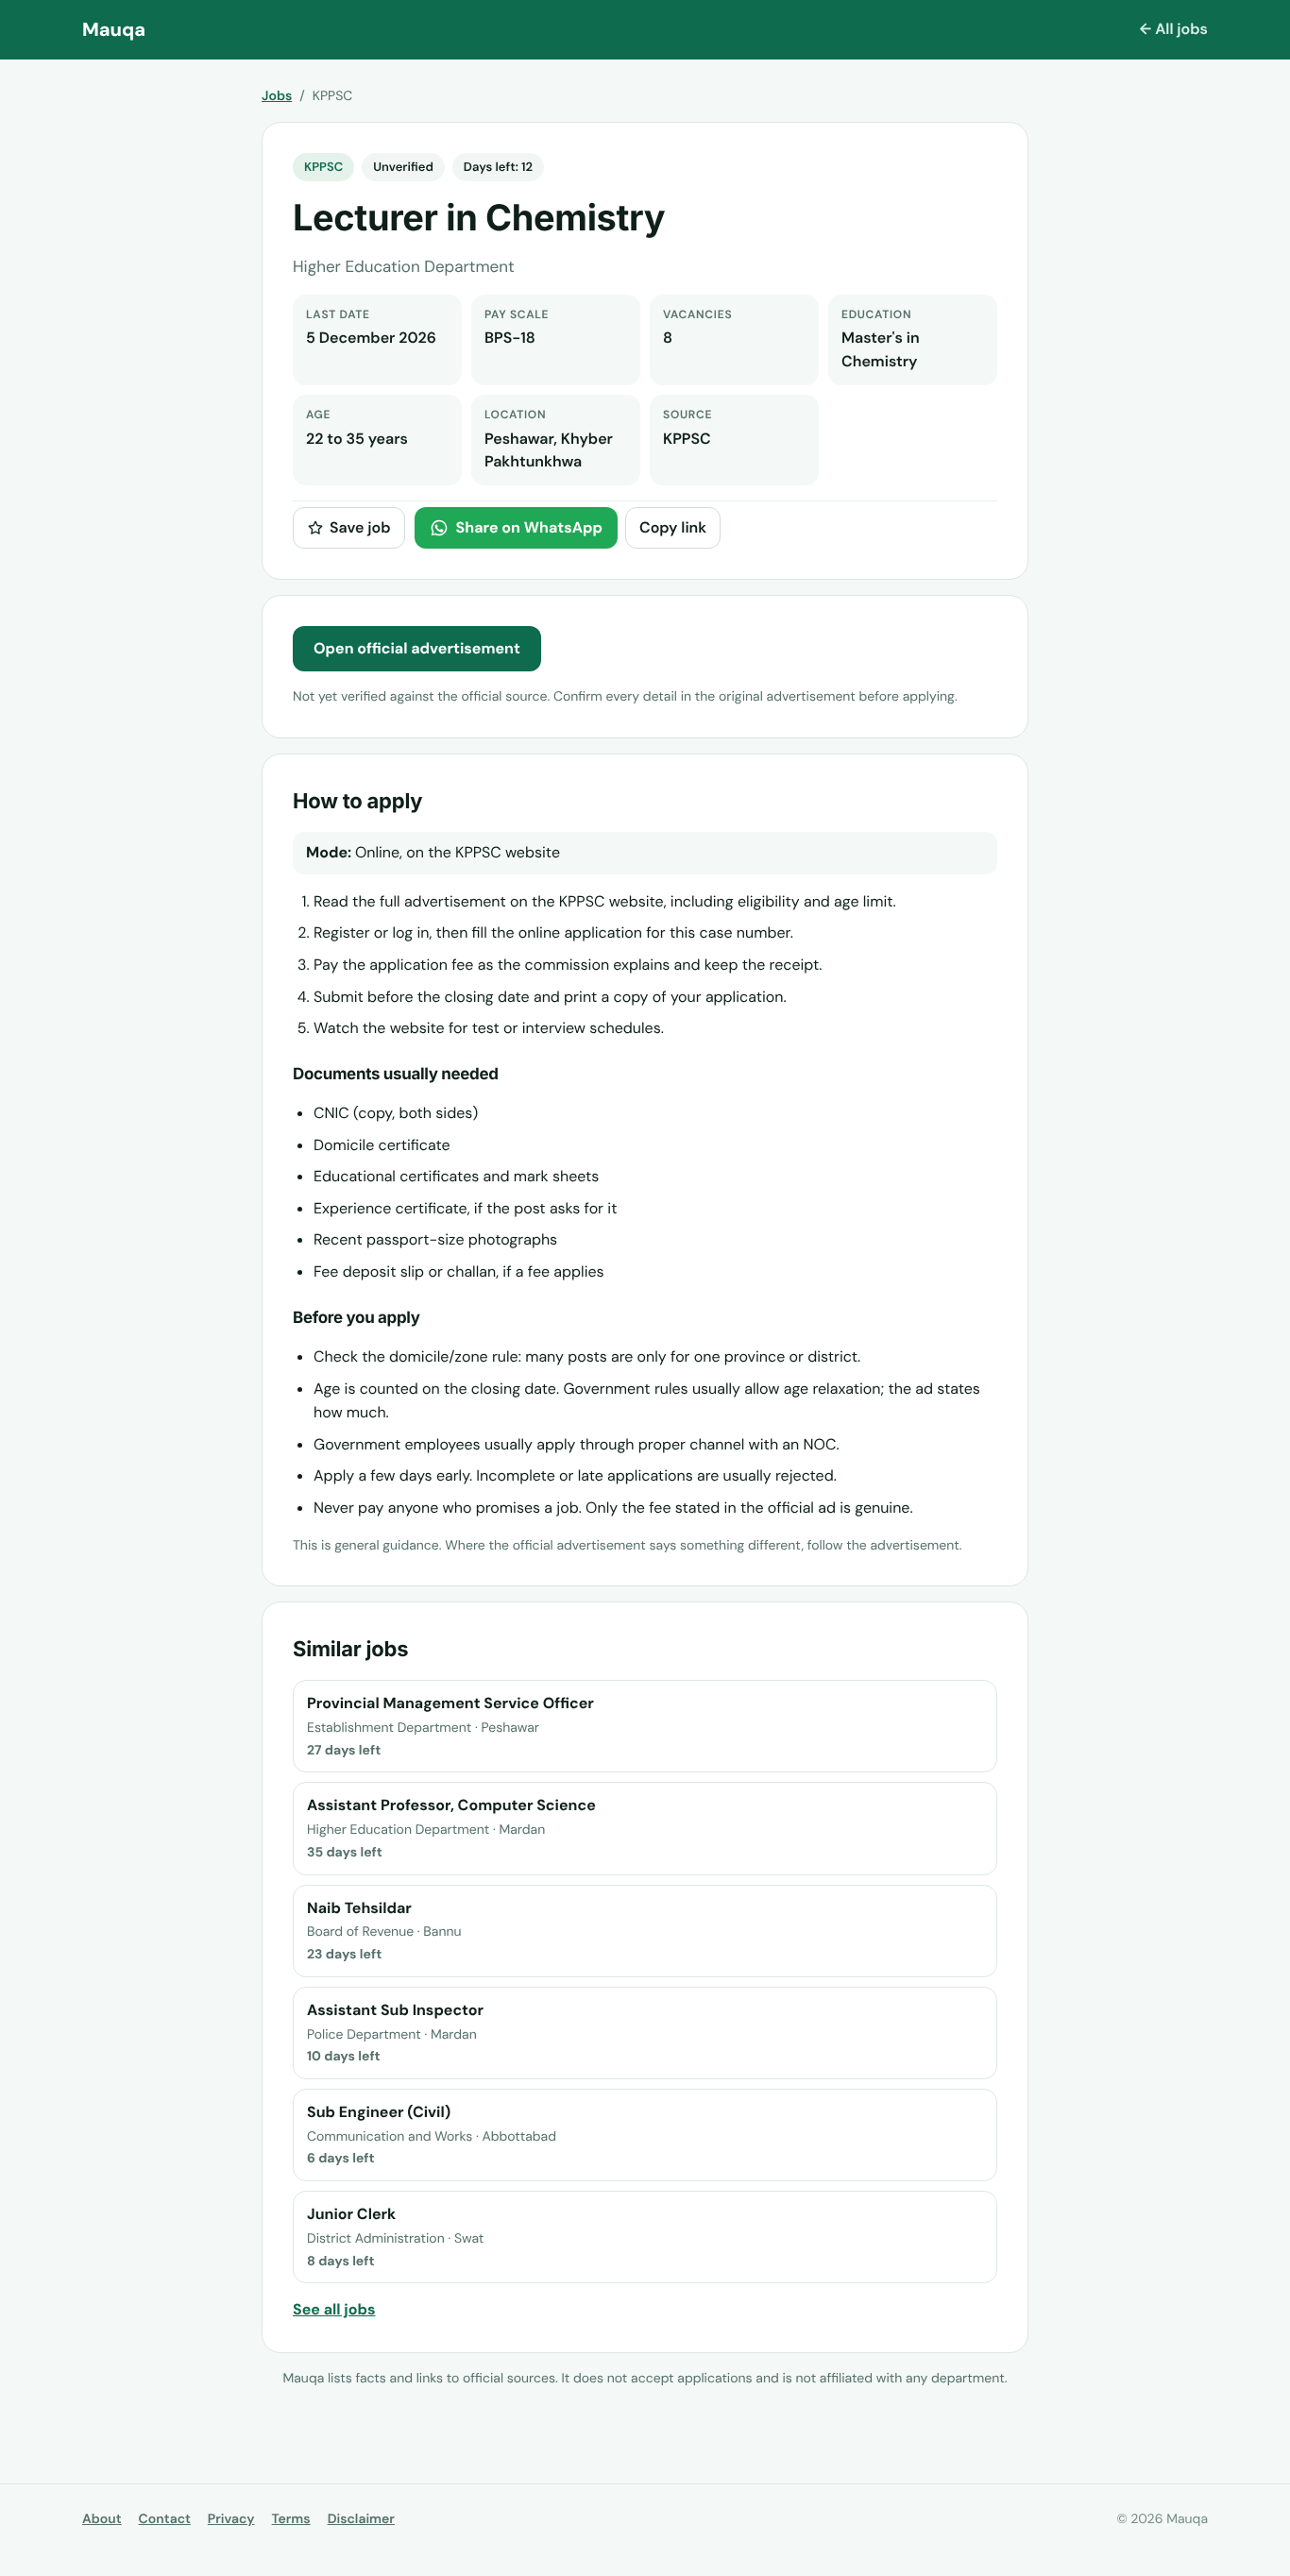 Mauqa
← All jobs
Jobs / KPPSC
KPPSC
Unverified
Days left: 12
Lecturer in Chemistry
Higher Education Department
LAST DATE
5 December 2026
PAY SCALE
BPS-18
VACANCIES
8
EDUCATION
Master's in
Chemistry
AGE
22 to 35 years
LOCATION
Peshawar, Khyber
Pakhtunkhwa
SOURCE
KPPSC
Save job
Share on WhatsApp
Copy link
Open official advertisement
Not yet verified against the official source. Confirm every detail in the original advertisement before applying.
How to apply
Mode: Online, on the KPPSC website
1. Read the full advertisement on the KPPSC website, including eligibility and age limit.
2. Register or log in, then fill the online application for this case number.
3. Pay the application fee as the commission explains and keep the receipt.
4. Submit before the closing date and print a copy of your application.
5. Watch the website for test or interview schedules.
Documents usually needed
• CNIC (copy, both sides)
• Domicile certificate
• Educational certificates and mark sheets
• Experience certificate, if the post asks for it
• Recent passport-size photographs
• Fee deposit slip or challan, if a fee applies
Before you apply
• Check the domicile/zone rule: many posts are only for one province or district.
• Age is counted on the closing date. Government rules usually allow age relaxation; the ad states
how much.
• Government employees usually apply through proper channel with an NOC.
• Apply a few days early. Incomplete or late applications are usually rejected.
• Never pay anyone who promises a job. Only the fee stated in the official ad is genuine.
This is general guidance. Where the official advertisement says something different, follow the advertisement.
Similar jobs
Provincial Management Service Officer
Establishment Department · Peshawar
27 days left
Assistant Professor, Computer Science
Higher Education Department · Mardan
35 days left
Naib Tehsildar
Board of Revenue · Bannu
23 days left
Assistant Sub Inspector
Police Department · Mardan
10 days left
Sub Engineer (Civil)
Communication and Works · Abbottabad
6 days left
Junior Clerk
District Administration · Swat
8 days left
See all jobs
Mauqa lists facts and links to official sources. It does not accept applications and is not affiliated with any department.
About Contact Privacy Terms Disclaimer
© 2026 Mauqa